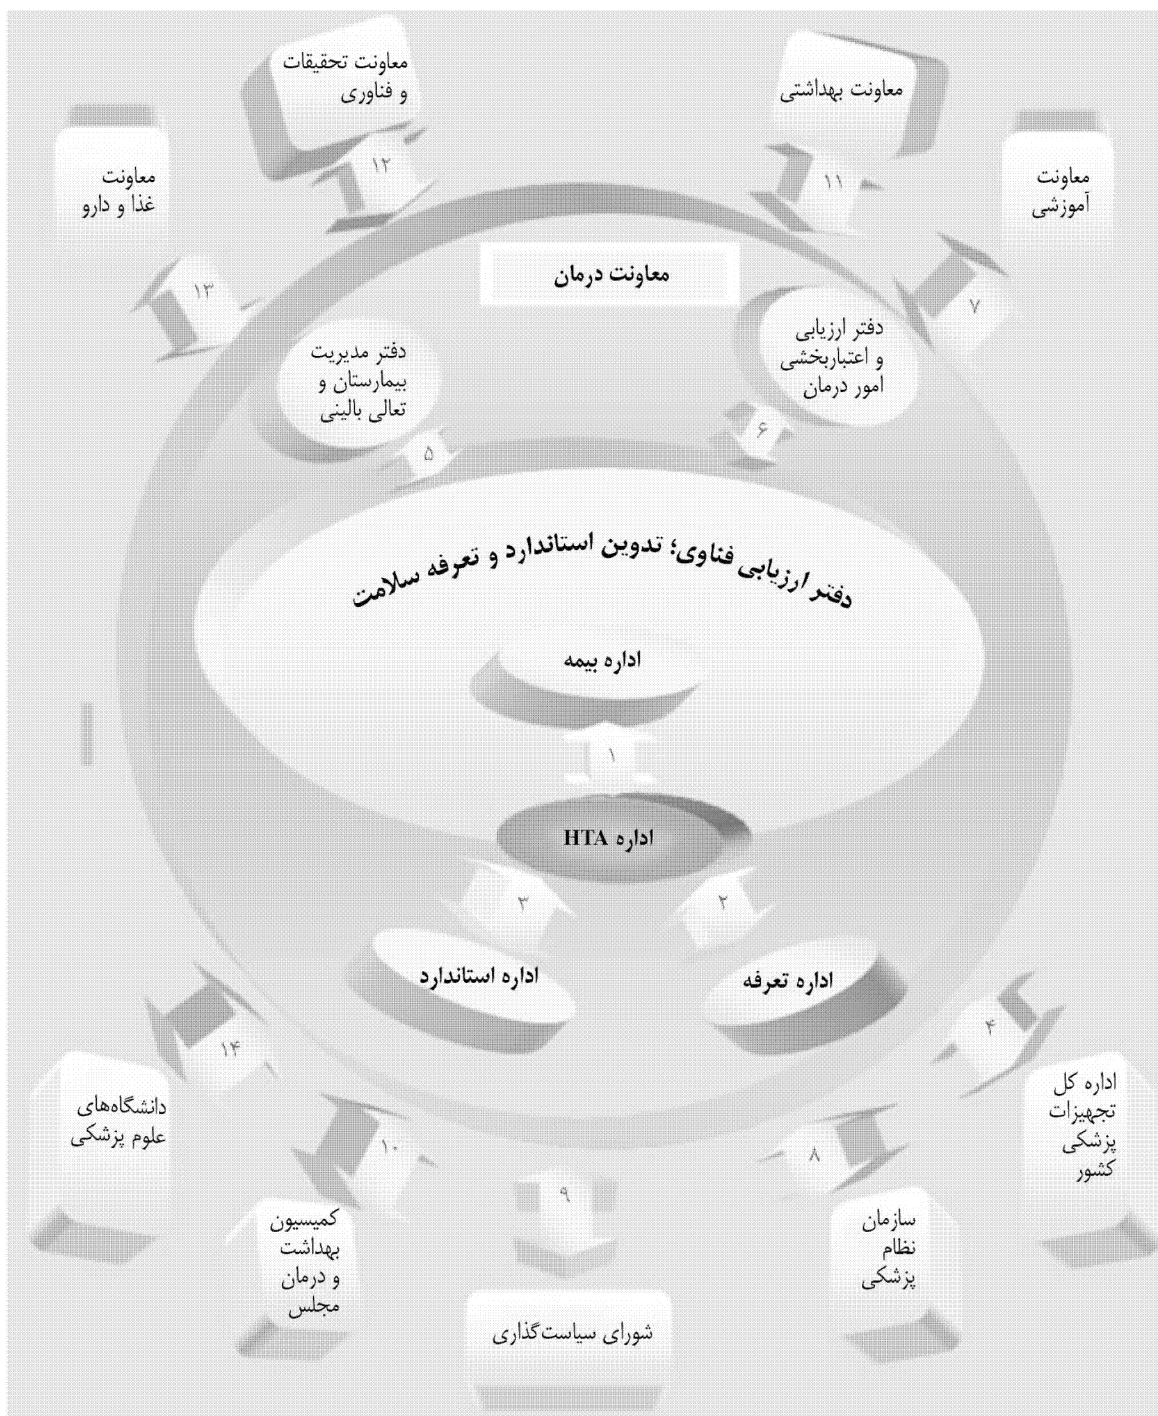 معاونت تحقیقات
و فناوری
معاونت بهداشتی
معاونت
غذا و دارو
معاونت
آموزشی
۱۲
۱۱
۱۳
۷
معاونت درمان
دفتر ارزیابی
و اعتباربخشی
امور درمان
دفتر مدیریت
بیمارستان و
تعالی بالینی
۶
۵
دفتر ارزیابی فناوی؛ تدوین استاندارد و تعرفه سلامت
اداره بیمه
۱
اداره HTA
۳
۲
اداره استاندارد
اداره تعرفه
۱۴
۴
دانشگاه‌های
علوم پزشکی
اداره کل
تجهیزات
پزشکی
کشور
۱۰
۸
۹
کمیسیون
بهداشت
و درمان
مجلس
سازمان
نظام
پزشکی
شورای سیاست‌گذاری